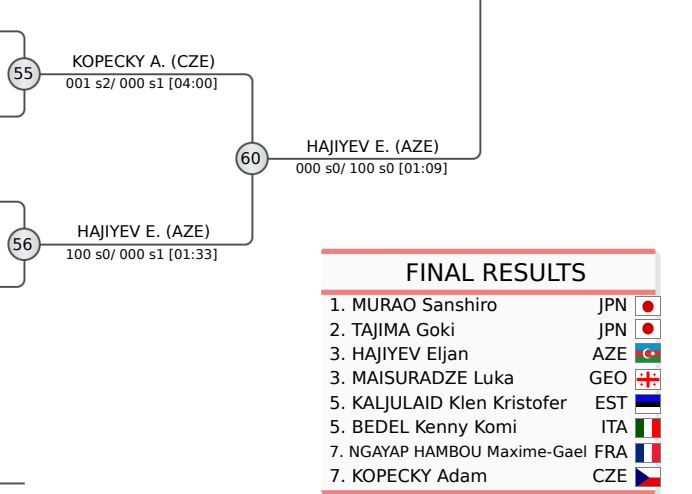 55
KOPECKY A. (CZE)
001 s2/ 000 s1 [04:00]
60
HAJIYEV E. (AZE)
000 s0/ 100 s0 [01:09]
56
HAJIYEV E. (AZE)
100 s0/ 000 s1 [01:33]
FINAL RESULTS
1. MURAO Sanshiro JPN
2. TAJIMA Goki JPN
3. HAJIYEV Eljan AZE
3. MAISURADZE Luka GEO
5. KALJULAID Klen Kristofer EST
5. BEDEL Kenny Komi ITA
7. NGAYAP HAMBOU Maxime-Gael FRA
7. KOPECKY Adam CZE